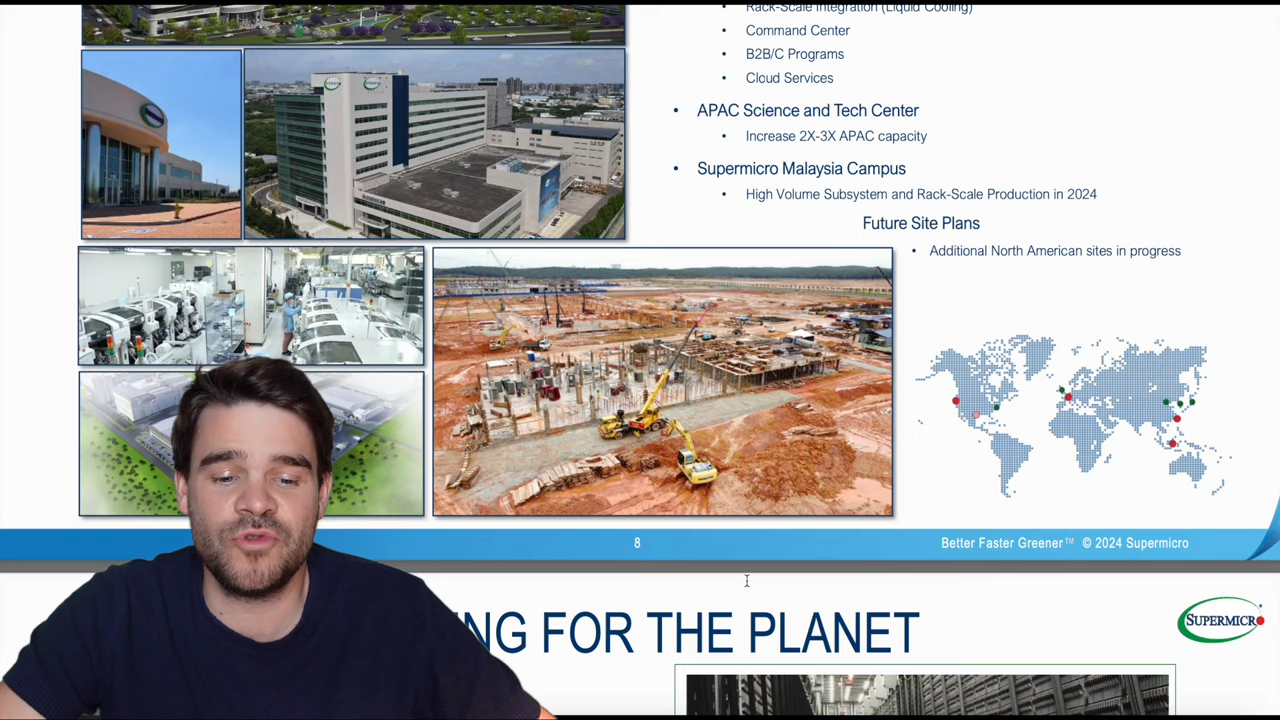 Rack-Scale Integration (Liquid Cooling)
• Command Center
• B2B/C Programs
• Cloud Services
• APAC Science and Tech Center
• Increase 2X-3X APAC capacity
• Supermicro Malaysia Campus
• High Volume Subsystem and Rack-Scale Production in 2024
Future Site Plans
• Additional North American sites in progress
8
Better Faster Greener™ © 2024 Supermicro
NG FOR THE PLANET
SUPERMICR